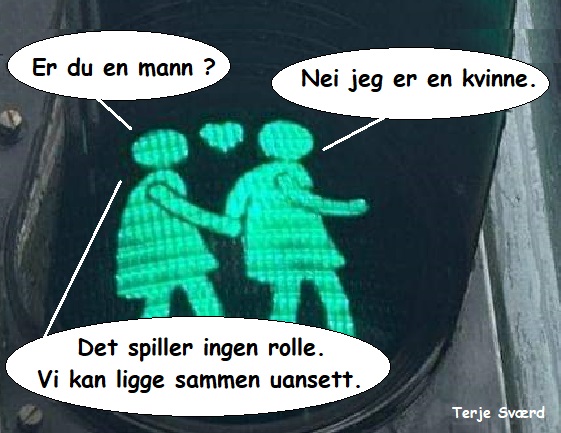 Er du en mann ?
Nei jeg er en kvinne.
Det spiller ingen rolle.
Vi kan ligge sammen uansett.
Terje Sværd